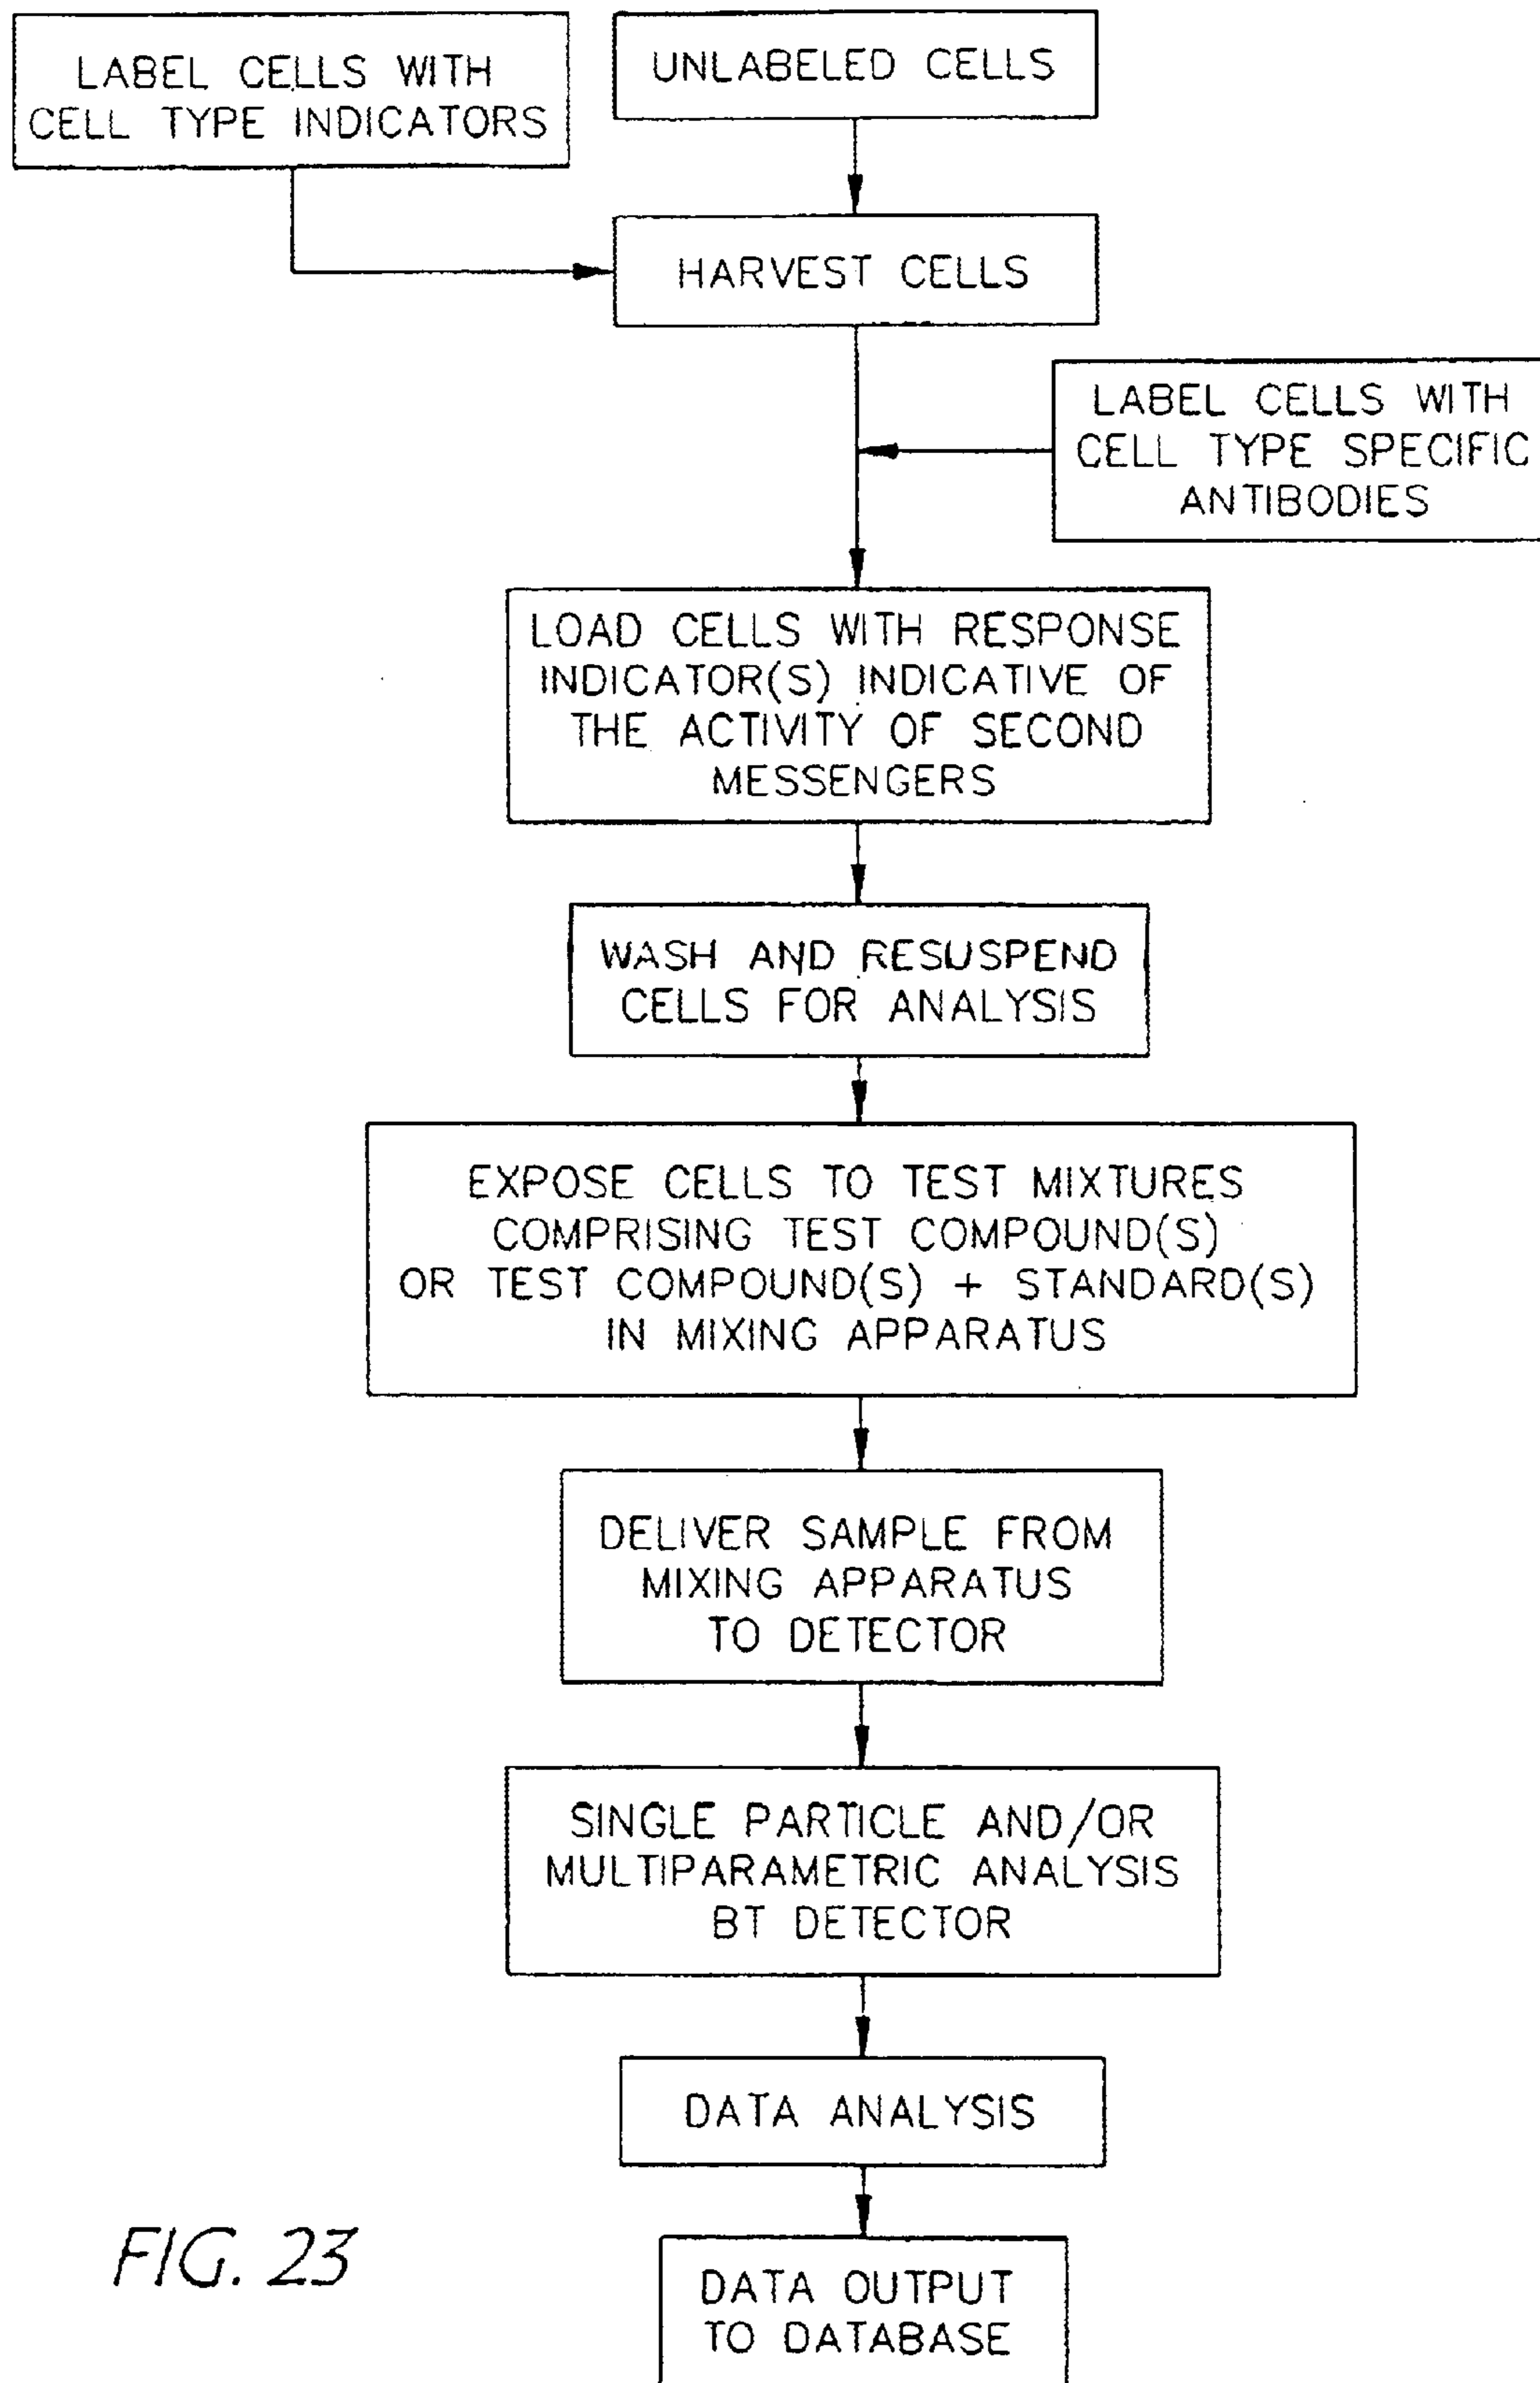 LABEL CELLS WITH
CELL TYPE INDICATORS
UNLABELED CELLS
HARVEST CELLS
LABEL CELLS WITH
CELL TYPE SPECIFIC
ANTIBODIES
LOAD CELLS WITH RESPONSE
INDICATOR(S) INDICATIVE OF
THE ACTIVITY OF SECOND
MESSENGERS
WASH AND RESUSPEND
CELLS FOR ANALYSIS
EXPOSE CELLS TO TEST MIXTURES
COMPRISING TEST COMPOUND(S)
OR TEST COMPOUND(S) + STANDARD(S)
IN MIXING APPARATUS
DELIVER SAMPLE FROM
MIXING APPARATUS
TO DETECTOR
SINGLE PARTICLE AND/OR
MULTIPARAMETRIC ANALYSIS
BT DETECTOR
DATA ANALYSIS
DATA OUTPUT
TO DATABASE
FIG. 23